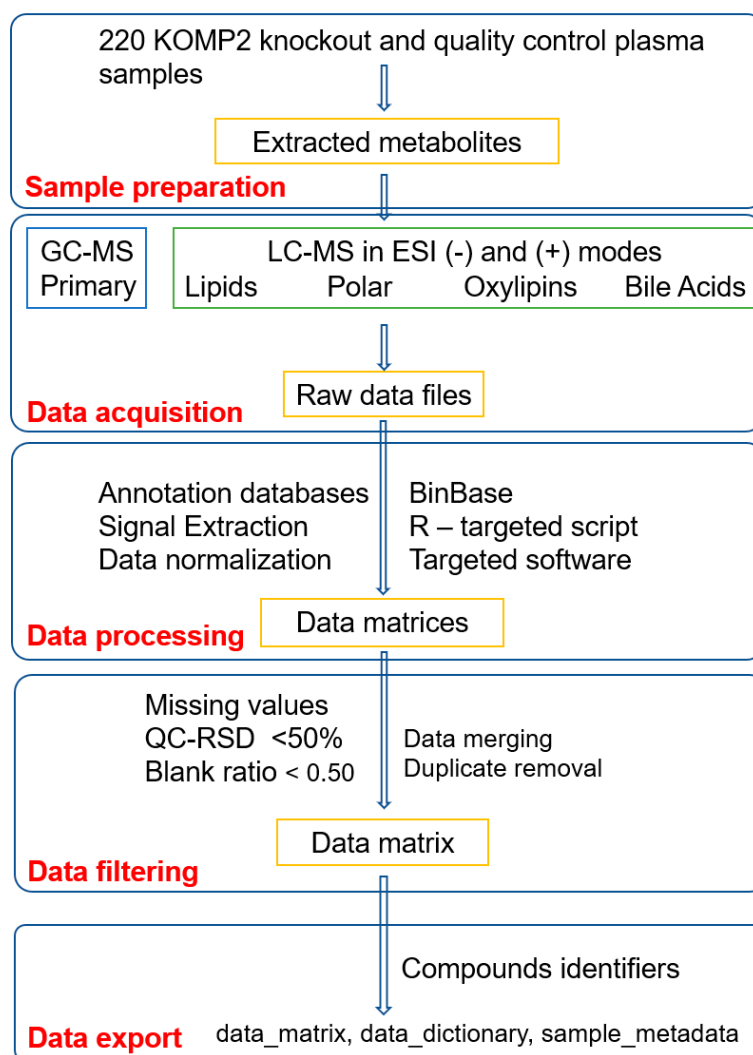 220 KOMP2 knockout and quality control plasma
samples
Extracted metabolites
Sample preparation
GC-MS
Primary
LC-MS in ESI (-) and (+) modes
Lipids Polar Oxylipins Bile Acids
Raw data files
Data acquisition
Annotation databases
Signal Extraction
Data normalization
BinBase
R – targeted script
Targeted software
Data matrices
Data processing
Missing values
QC-RSD <50%
Blank ratio < 0.50
Data merging
Duplicate removal
Data matrix
Data filtering
Compounds identifiers
Data export
data_matrix, data_dictionary, sample_metadata